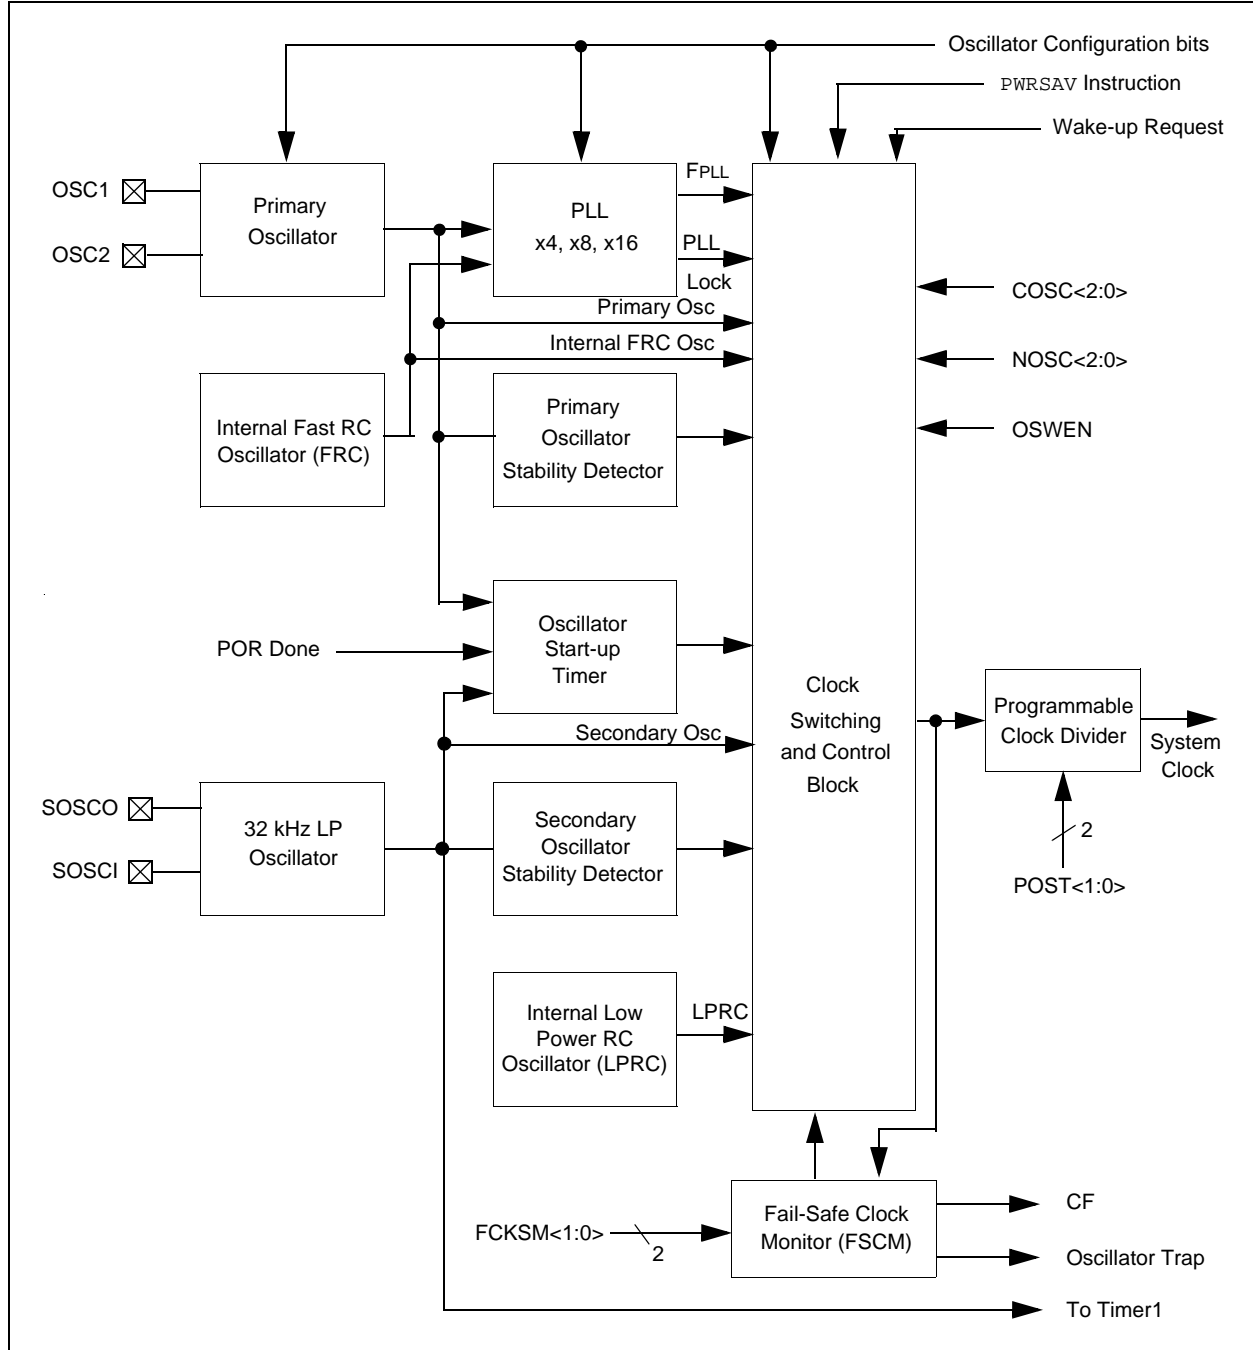 Oscillator Configuration bits
PWRSAV Instruction
Wake-up Request
OSC1
OSC2
Primary
Oscillator
PLL
x4, x8, x16
FPLL
PLL
Lock
Primary Osc
Internal FRC Osc
COSC<2:0>
NOSC<2:0>
OSWEN
Internal Fast RC
Oscillator (FRC)
Primary
Oscillator
Stability Detector
POR Done
Oscillator
Start-up
Timer
Clock
Switching
and Control
Block
Programmable
Clock Divider
System
Clock
Secondary Osc
SOSCO
SOSCI
32 kHz LP
Oscillator
Secondary
Oscillator
Stability Detector
2
POST<1:0>
Internal Low
Power RC
Oscillator (LPRC)
LPRC
FCKSM<1:0>
2
Fail-Safe Clock
Monitor (FSCM)
CF
Oscillator Trap
To Timer1